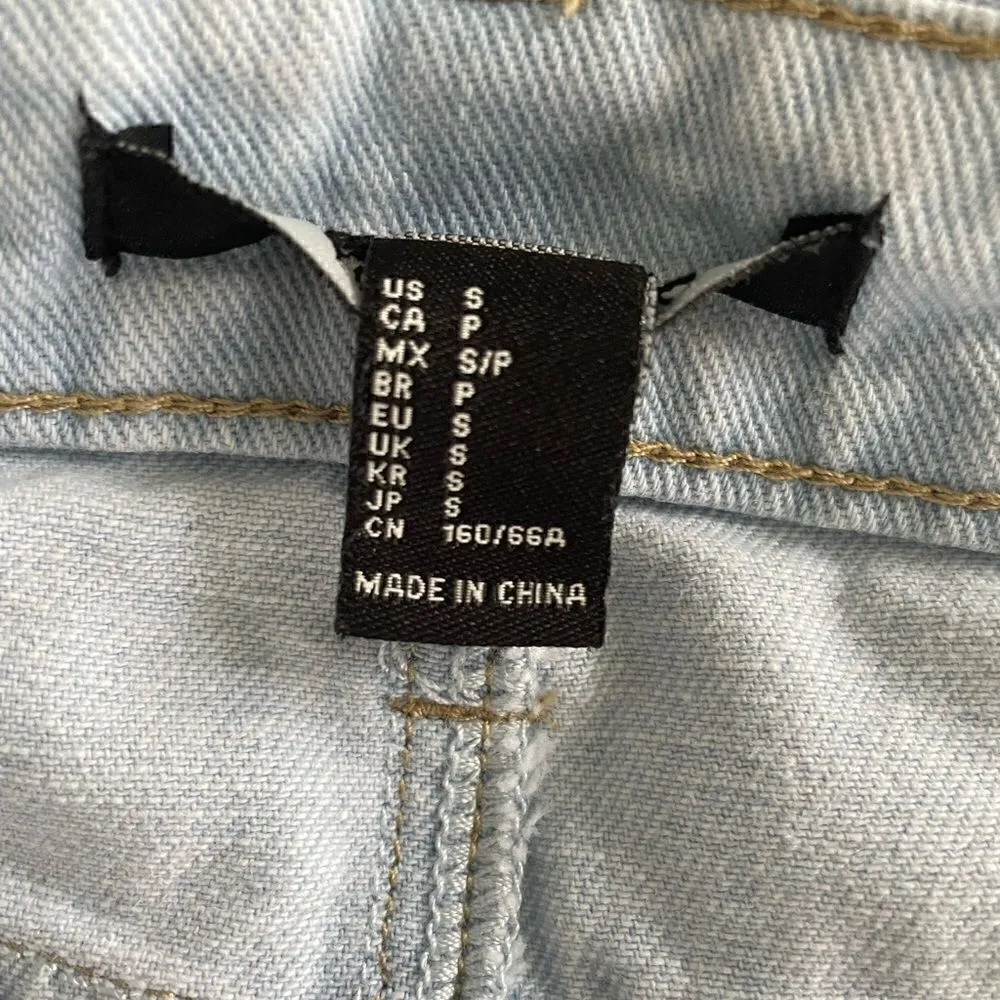 US S
CA P
MX S/P
BR P
EU S
UK S
KR S
JP S
CN 160/66A
MADE IN CHINA